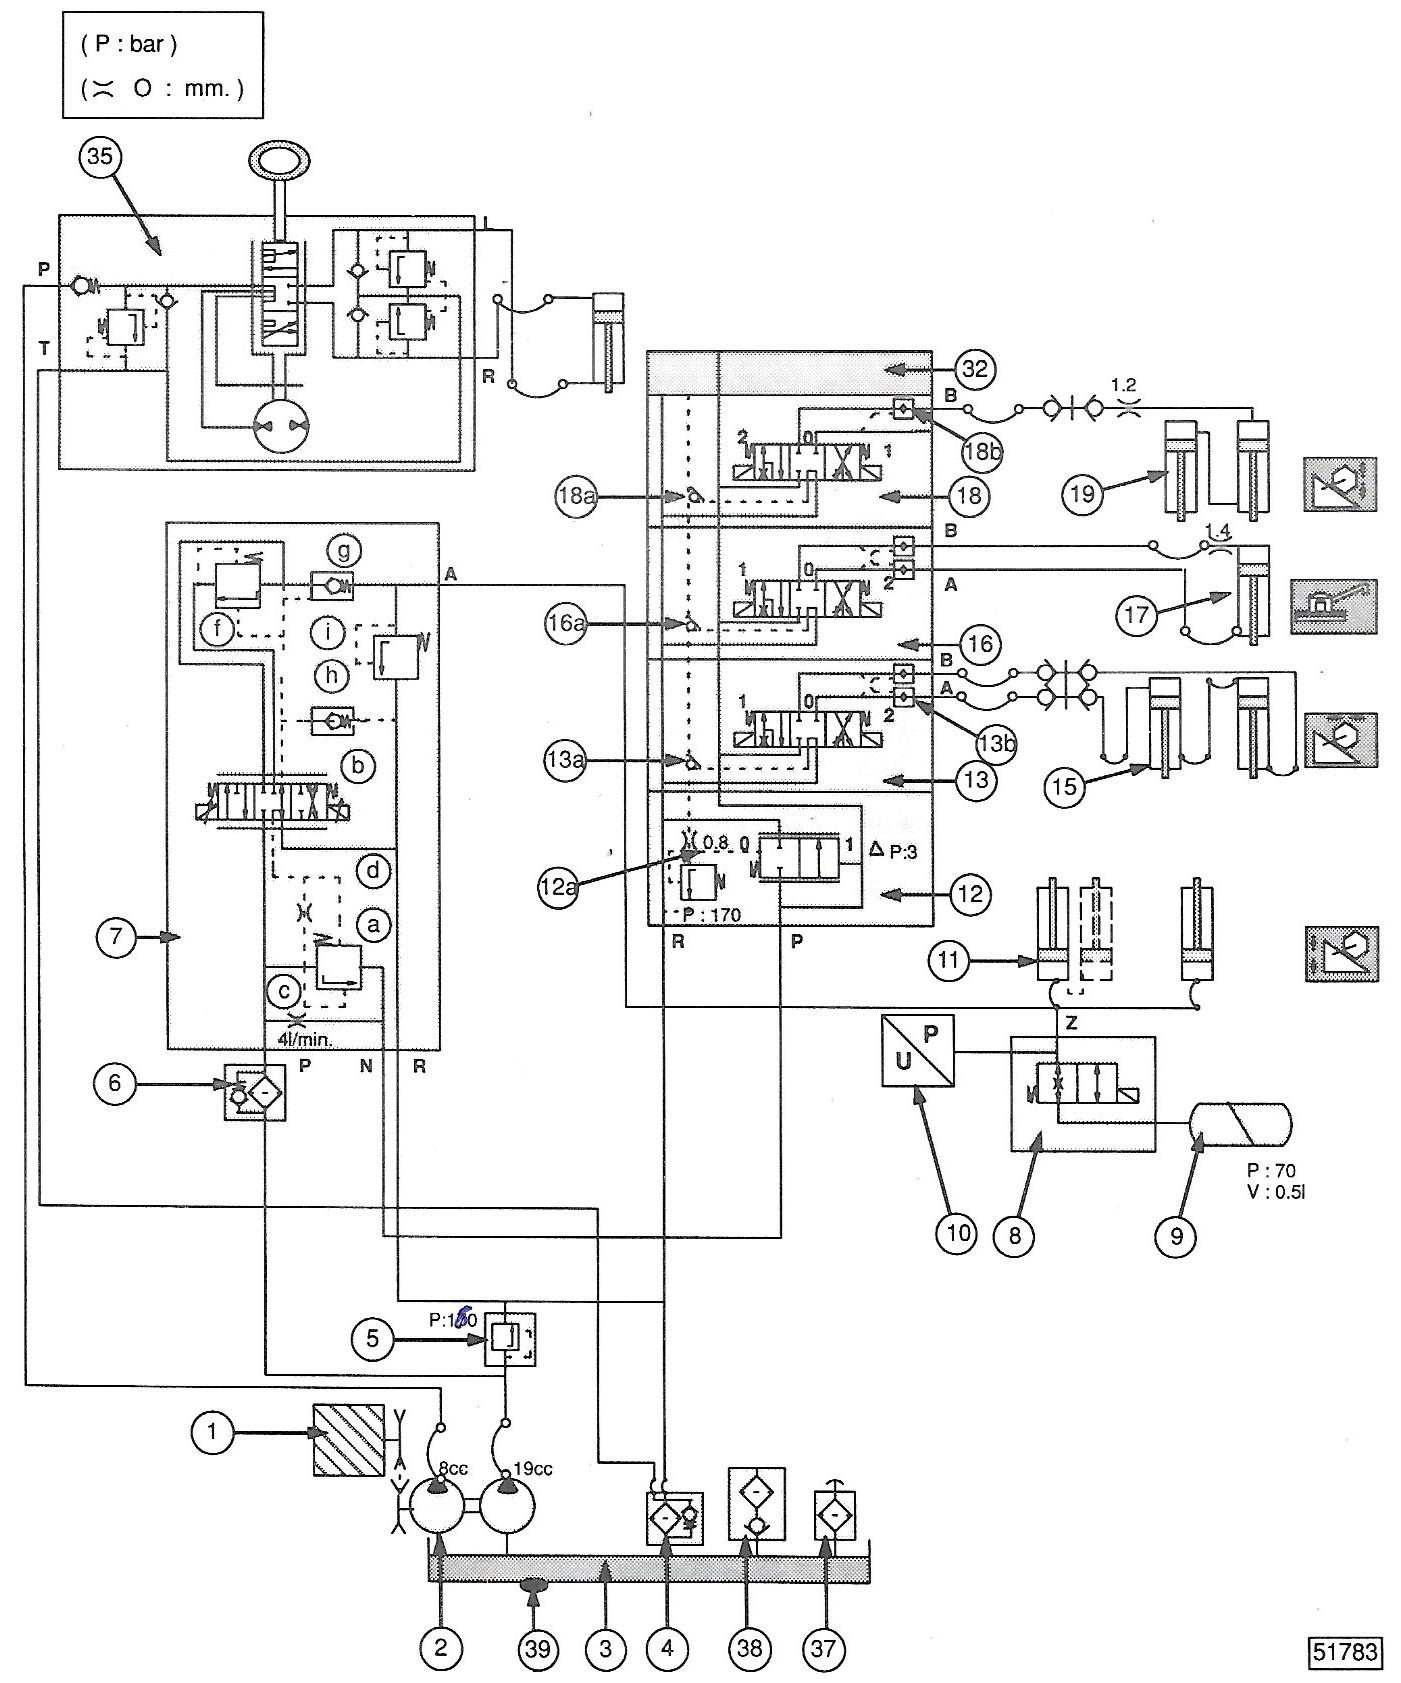 ( P : bar )
( O : mm. )
35
P
T
L
R
32
B
1.2
2
0
1
18b
18a
18
19
B
1.4
1
0
2
A
16a
17
16
B
A
1
0
2
13b
13a
13
15
g
A
f
i
h
b
d
7
a
c
4l/min.
P
N
R
6
0.8
0
1
Δ P:3
12a
12
P : 170
R
P
11
Z
P
U
10
8
9
P : 70
V : 0.5l
5
1
8cc
19cc
2
39
3
4
38
37
51783